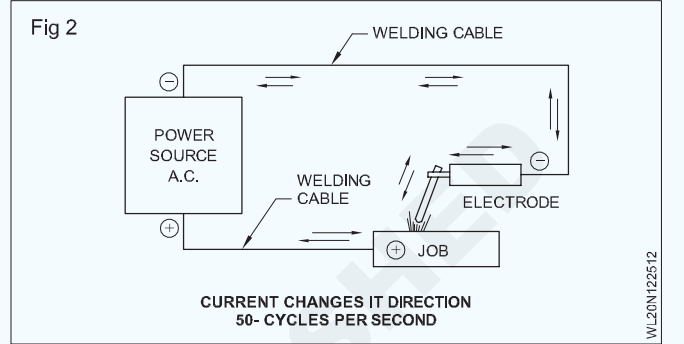 Fig 2
WELDING CABLE
−
POWER
SOURCE
A.C.
+
WELDING
CABLE
−
ELECTRODE
+ JOB
CURRENT CHANGES IT DIRECTION
50- CYCLES PER SECOND
WL20N122512
SHED